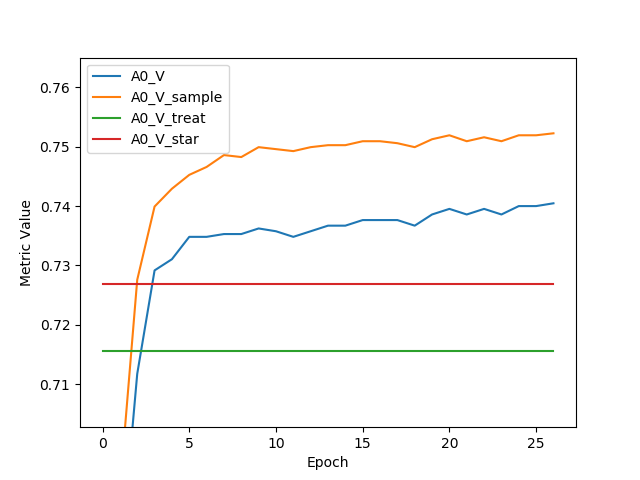 A0_V
A0_V_sample
A0_V_treat
A0_V_star
0.76
0.75
0.74
0.73
0.72
0.71
Metric Value
0 5 10 15 20 25
Epoch